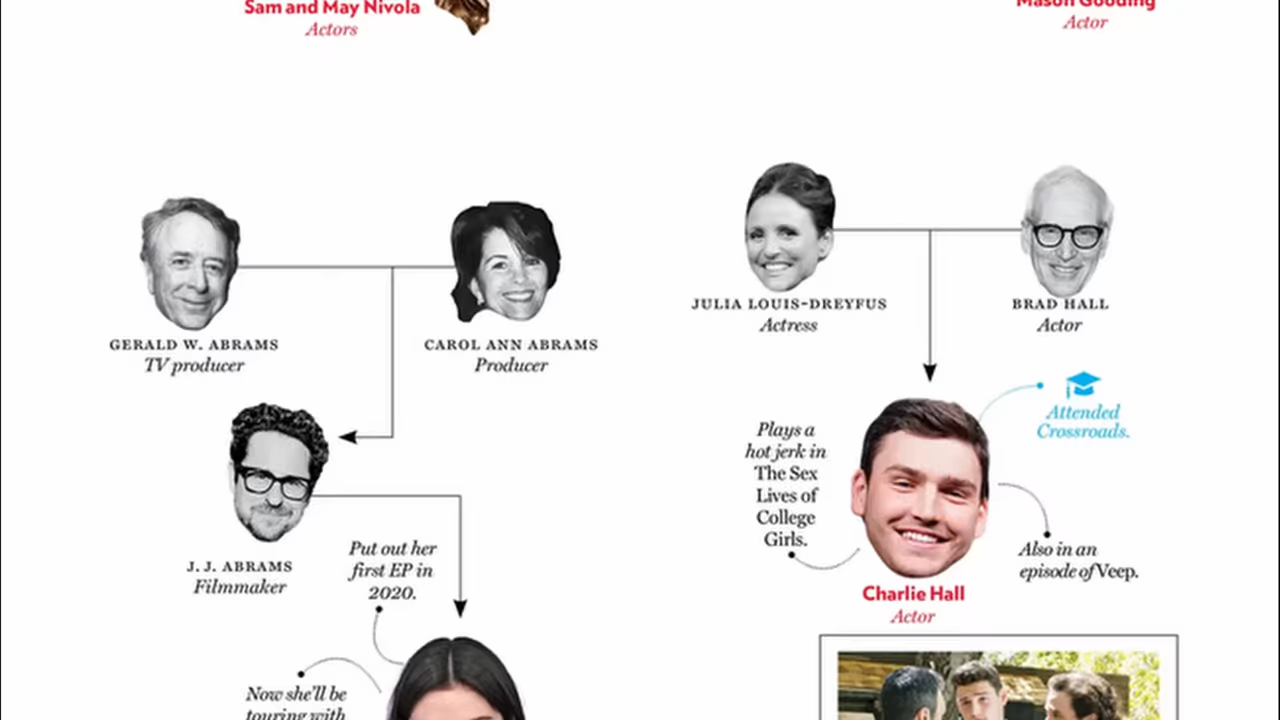 Sam and May Nivola
Actors
Mason Gooding
Actor
GERALD W. ABRAMS
TV producer
CAROL ANN ABRAMS
Producer
J. J. ABRAMS
Filmmaker
Put out her
first EP in
2020.
Now she'll be
touring with
JULIA LOUIS-DREYFUS
Actress
BRAD HALL
Actor
Attended
Crossroads.
Plays a
hot jerk in
The Sex
Lives of
College
Girls.
Also in an
episode of Veep.
Charlie Hall
Actor